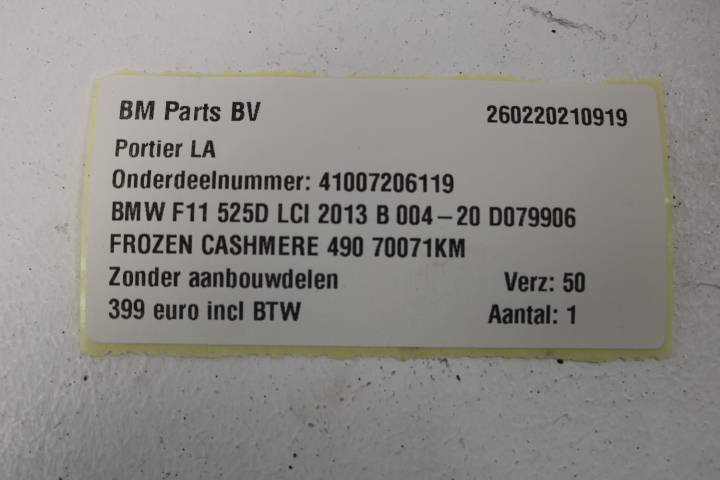 BM Parts BV 260220210919
Portier LA
Onderdeelnummer: 41007206119
BMW F11 525D LCI 2013 B 004-20 D079906
FROZEN CASHMERE 490 70071KM
Zonder aanbouwdelen Verz: 50
399 euro incl BTW Aantal: 1